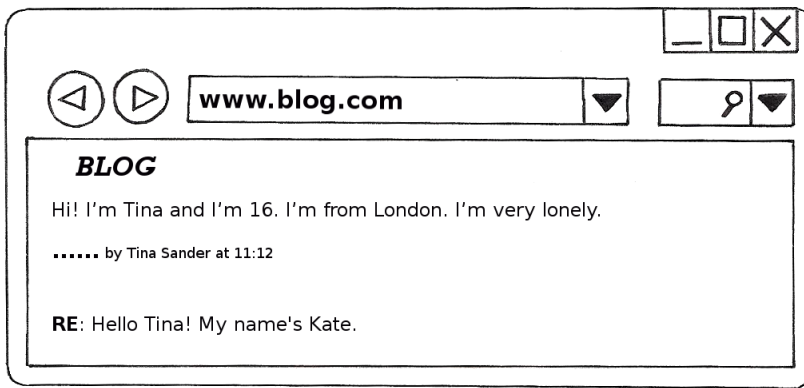 www.blog.com
BLOG
Hi! I’m Tina and I’m 16. I’m from London. I’m very lonely.
...... by Tina Sander at 11:12
RE: Hello Tina! My name's Kate.